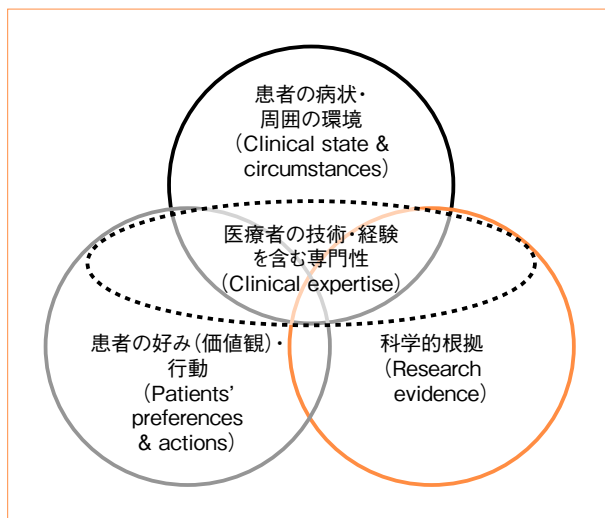 患者の病状・
周囲の環境
（Clinical state &
circumstances）
医療者の技術・経験
を含む専門性
（Clinical expertise）
患者の好み（価値観）・
行動
（Patients’
preferences
& actions）
科学的根拠
（Research
evidence）